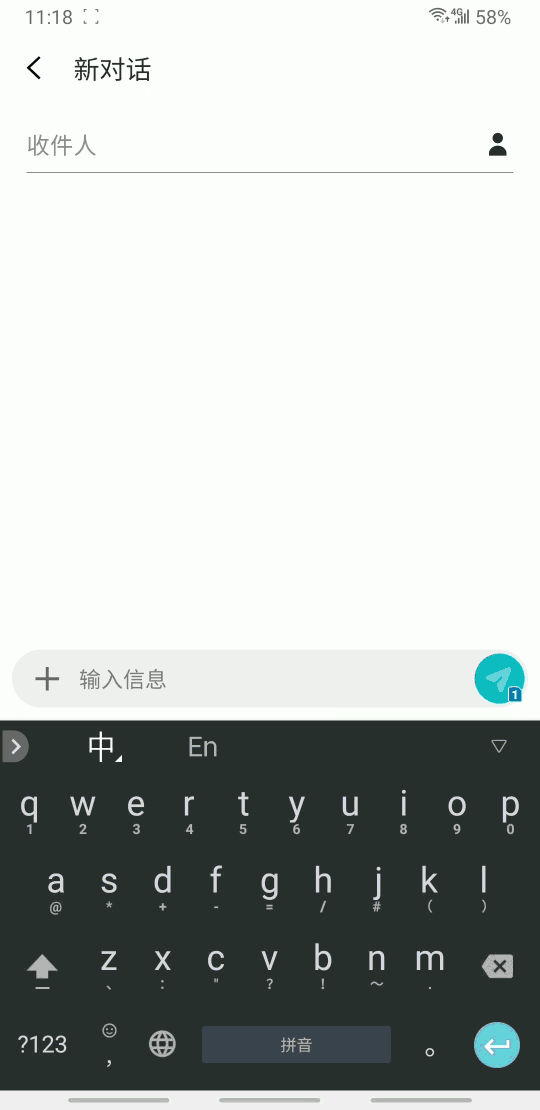 11:18 4G 58%
新对话
收件人
输入信息
1
中 En
q w e r t y u i o p
1 2 3 4 5 6 7 8 9 0
a s d f g h j k l
@ * + - = / # ( )
z x c v b n m
、 : " ? ! ～ .
?123 , 拼音 。